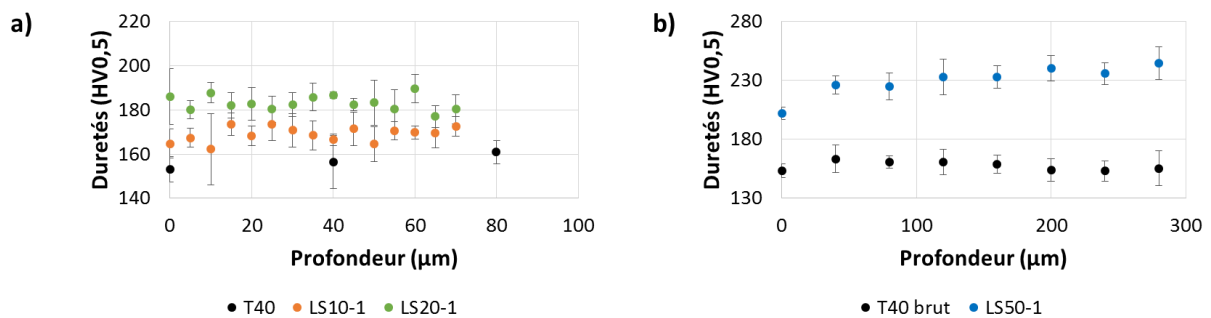 a)
Duretés (HV0,5)
220
200
180
160
140
0 20 40 60 80 100
Profondeur (µm)
T40 LS10-1 LS20-1
b)
Duretés (HV0,5)
280
230
180
130
0 100 200 300
Profondeur (µm)
T40 brut LS50-1